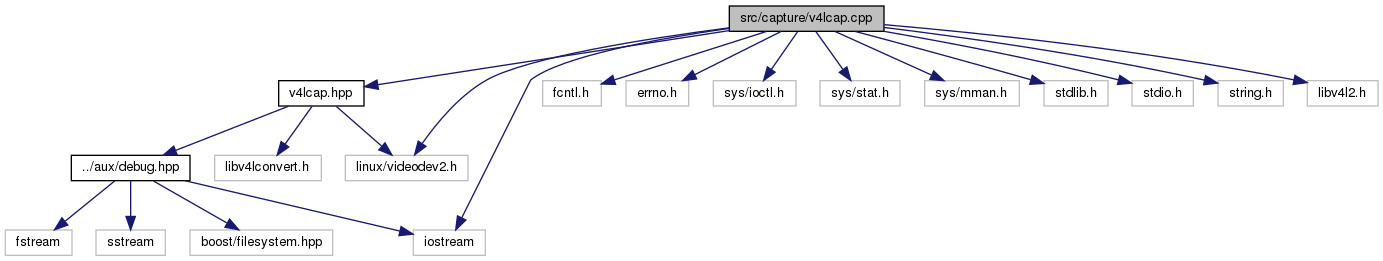 src/capture/v4lcap.cpp
v4lcap.hpp
fcntl.h
errno.h
sys/ioctl.h
sys/stat.h
sys/mman.h
stdlib.h
stdio.h
string.h
libv4l2.h
../aux/debug.hpp
libv4lconvert.h
linux/videodev2.h
fstream
sstream
boost/filesystem.hpp
iostream